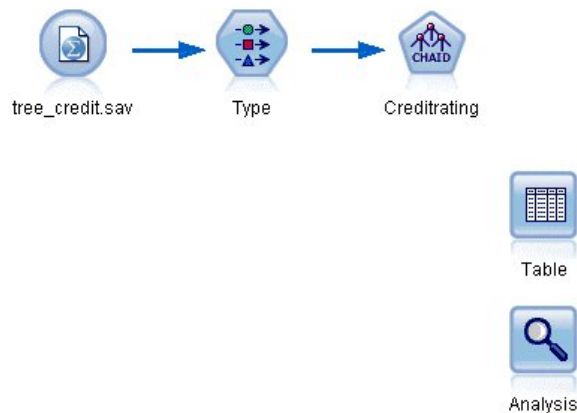 CHAID
tree_credit.sav
Type
Creditrating
Table
Analysis